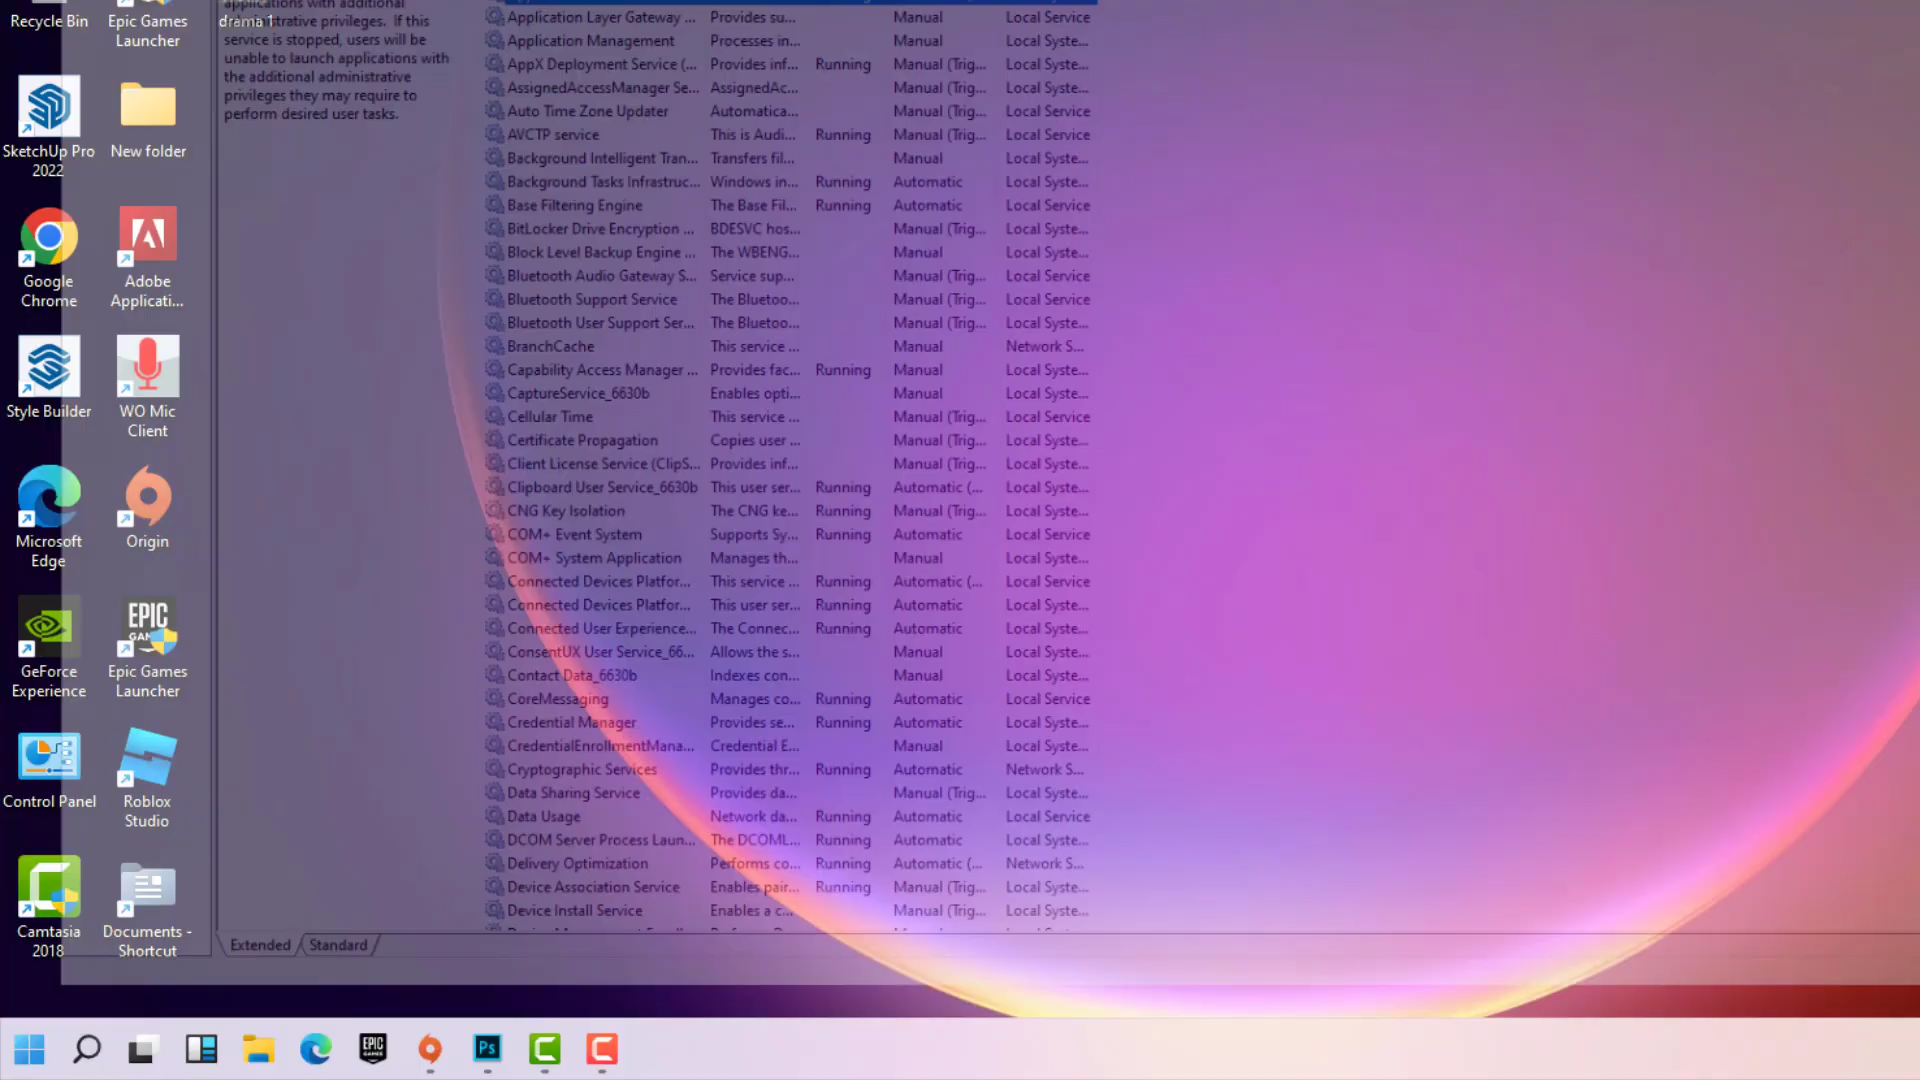 Recycle Bin
Epic Games
Launcher
drama 1
SketchUp Pro
2022
New folder
Google
Chrome
Adobe
Applicati...
Style Builder
WO Mic
Client
Microsoft
Edge
Origin
GeForce
Experience
EPIC
GAMES
Epic Games
Launcher
Control Panel
Roblox
Studio
Camtasia
2018
Documents -
Shortcut
applications with additional
administrative privileges. If this
service is stopped, users will be
unable to launch applications with
the additional administrative
privileges they may require to
perform desired user tasks.
Application Layer Gateway ... Provides su... Manual Local Service
Application Management Processes in... Manual Local Syste...
AppX Deployment Service (... Provides inf... Running Manual (Trig... Local Syste...
AssignedAccessManager Se... AssignedAc... Manual (Trig... Local Syste...
Auto Time Zone Updater Automatica... Manual (Trig... Local Service
AVCTP service This is Audi... Running Manual (Trig... Local Service
Background Intelligent Tran... Transfers fil... Manual Local Syste...
Background Tasks Infrastruc... Windows in... Running Automatic Local Syste...
Base Filtering Engine The Base Fil... Running Automatic Local Service
BitLocker Drive Encryption ... BDESVC hos... Manual (Trig... Local Syste...
Block Level Backup Engine ... The WBENG... Manual Local Syste...
Bluetooth Audio Gateway S... Service sup... Manual (Trig... Local Service
Bluetooth Support Service The Bluetoo... Manual (Trig... Local Service
Bluetooth User Support Ser... The Bluetoo... Manual (Trig... Local Syste...
BranchCache This service ... Manual Network S...
Capability Access Manager ... Provides fac... Running Manual (Trig... Local Syste...
CaptureService_6630b Enables opti... Manual Local Syste...
Cellular Time This service ... Manual (Trig... Local Service
Certificate Propagation Copies user ... Manual (Trig... Local Syste...
Client License Service (ClipS... Provides inf... Manual (Trig... Local Syste...
Clipboard User Service_6630b This user ser... Running Automatic (... Local Syste...
CNG Key Isolation The CNG ke... Running Manual (Trig... Local Syste...
COM+ Event System Supports Sy... Running Automatic Local Service
COM+ System Application Manages th... Manual Local Syste...
Connected Devices Platfor... This service ... Running Automatic (... Local Service
Connected Devices Platfor... This user ser... Running Automatic Local Syste...
Connected User Experience... The Connec... Running Automatic Local Syste...
ConsentUX User Service_66... Allows the s... Manual Local Syste...
Contact Data_6630b Indexes con... Manual Local Syste...
CoreMessaging Manages co... Running Automatic Local Service
Credential Manager Provides se... Running Automatic Local Syste...
CredentialEnrollmentMana... Credential E... Manual Local Syste...
Cryptographic Services Provides thr... Running Automatic Network S...
Data Sharing Service Provides da... Manual (Trig... Local Syste...
Data Usage Network da... Running Automatic Local Service
DCOM Server Process Laun... The DCOML... Running Automatic Local Syste...
Delivery Optimization Performs co... Running Automatic (... Network S...
Device Association Service Enables pair... Running Manual (Trig... Local Syste...
Device Install Service Enables a c... Manual (Trig... Local Syste...
Extended Standard
EPIC
GAMES
Ps